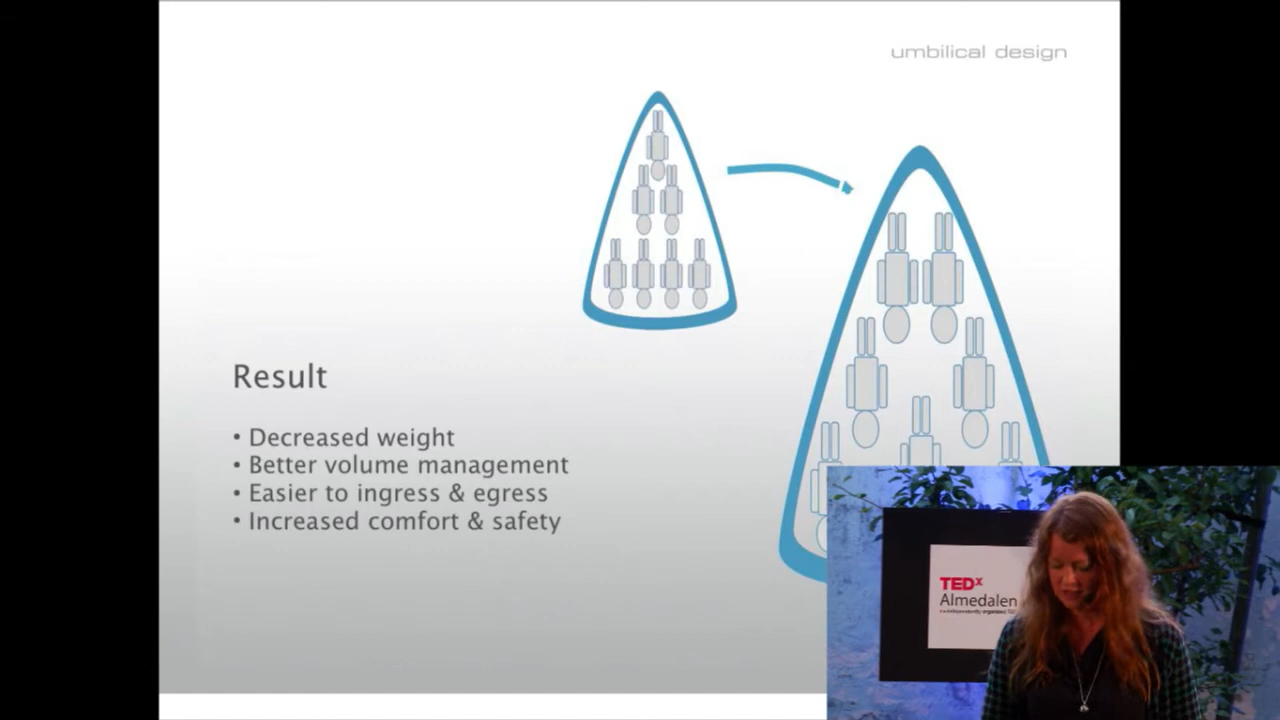 umbilical design
Result
• Decreased weight
• Better volume management
• Easier to ingress & egress
• Increased comfort & safety
TEDx
Almedalen